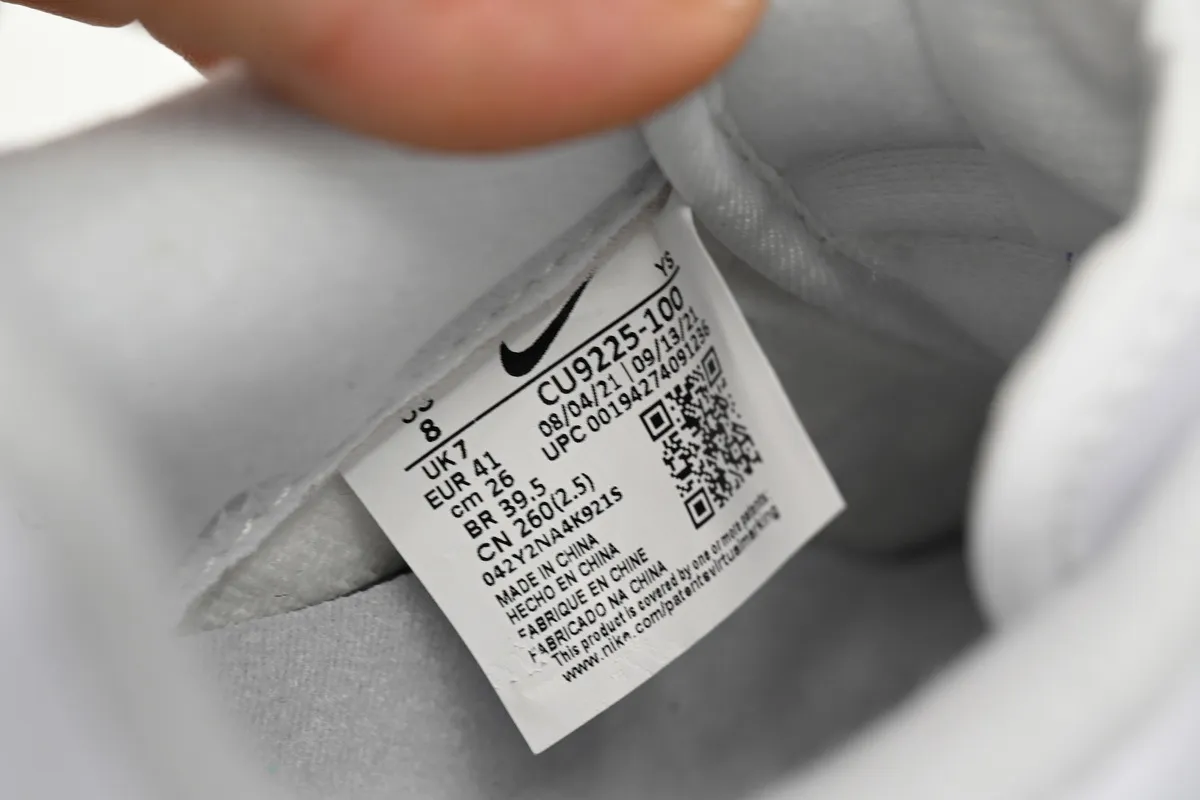 YS
8
CU9225-100
UK 7
08/04/21 | 09/13/21
EUR 41
UPC 00194274091236
cm 26
BR 39.5
CN 260(2.5)
042Y2NA4K921S
MADE IN CHINA
HECHO EN CHINA
FABRIQUE EN CHINE
FABRICADO NA CHINA
This product is covered by one or more patents:
www.nike.com/patentsvirtualmarking